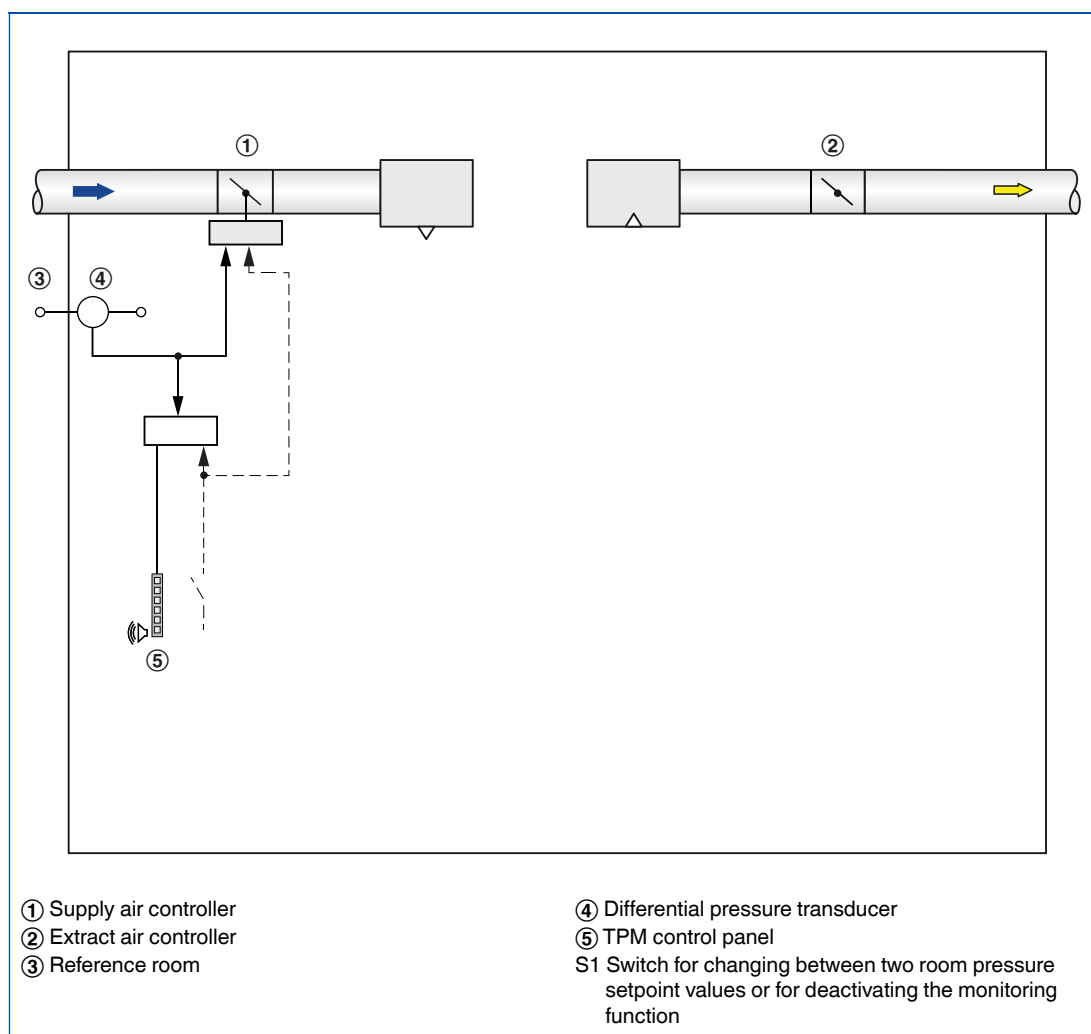 ①
②
③
④
⑤
① Supply air controller
② Extract air controller
③ Reference room
④ Differential pressure transducer
⑤ TPM control panel
S1 Switch for changing between two room pressure
setpoint values or for deactivating the monitoring
function